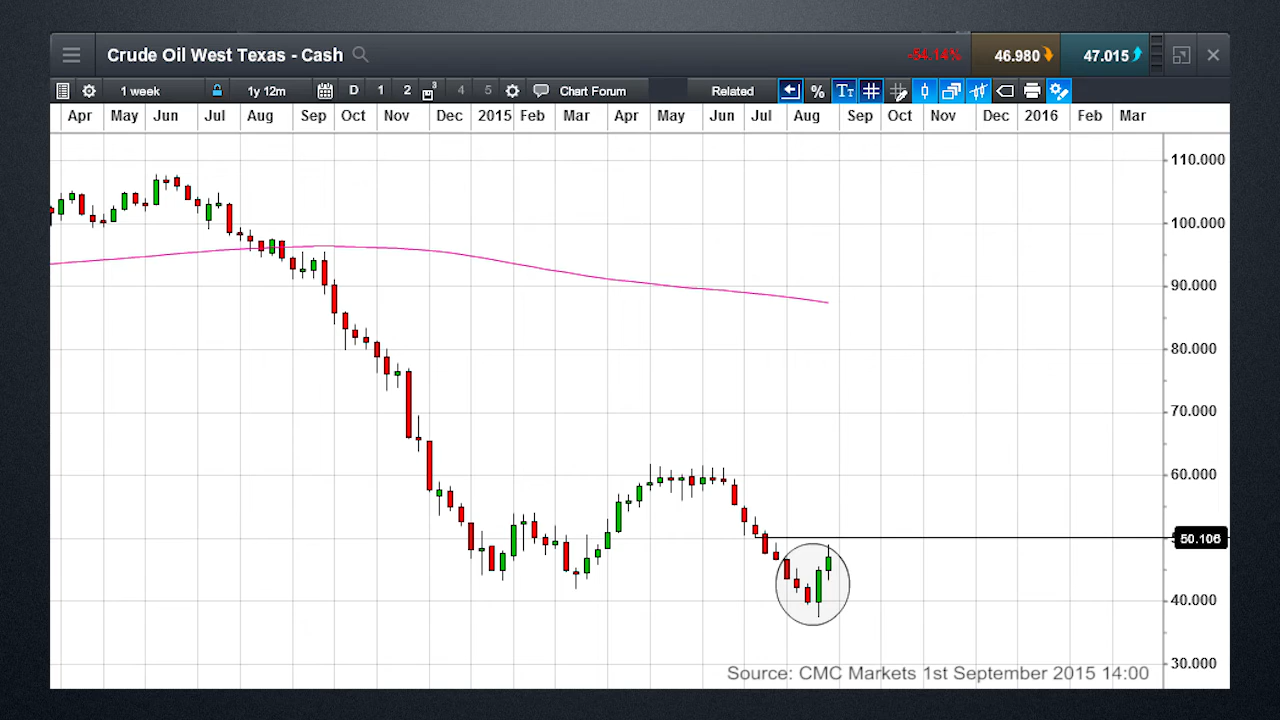 Crude Oil West Texas - Cash -54.14% 46.980 47.015
1 week 1y 12m D 1 2 3 4 5 Chart Forum Related % TT
Apr May Jun Jul Aug Sep Oct Nov Dec 2015 Feb Mar Apr May Jun Jul Aug Sep Oct Nov Dec 2016 Feb Mar
110.000
100.000
90.000
80.000
70.000
60.000
50.106
40.000
30.000
Source: CMC Markets 1st September 2015 14:00